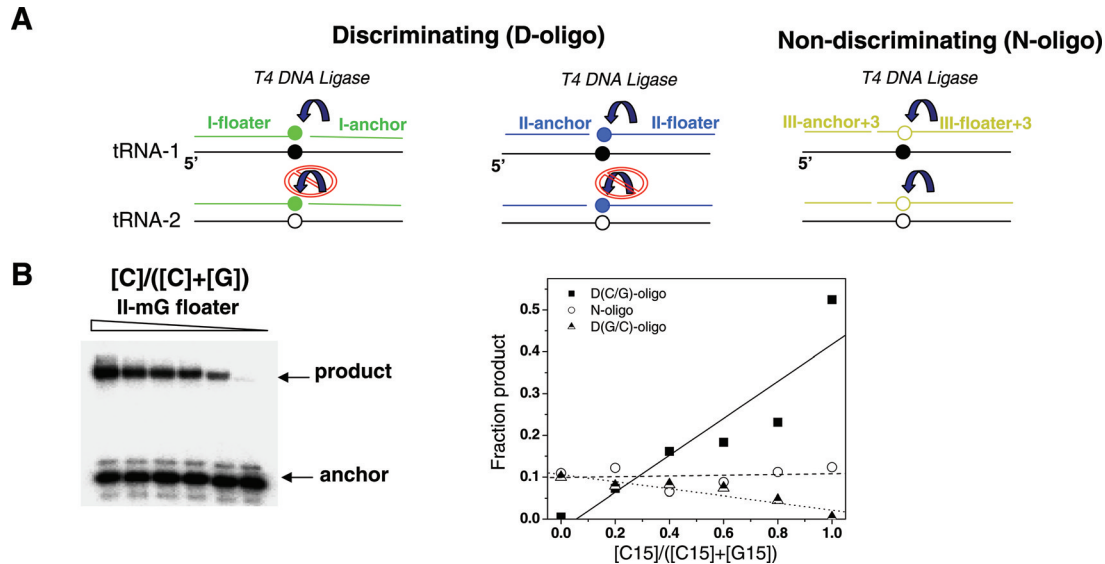 A
Discriminating (D-oligo)
Non-discriminating (N-oligo)
T4 DNA Ligase
T4 DNA Ligase
T4 DNA Ligase
I-floater
I-anchor
II-anchor
II-floater
III-anchor+3
III-floater+3
tRNA-1
5’
5’
5’
tRNA-2
B
[C]/([C]+[G])
II-mG floater
product
anchor
D(C/G)-oligo
N-oligo
D(G/C)-oligo
Fraction product
0.5
0.4
0.3
0.2
0.1
0.0
0.0 0.2 0.4 0.6 0.8 1.0
[C15]/([C15]+[G15])